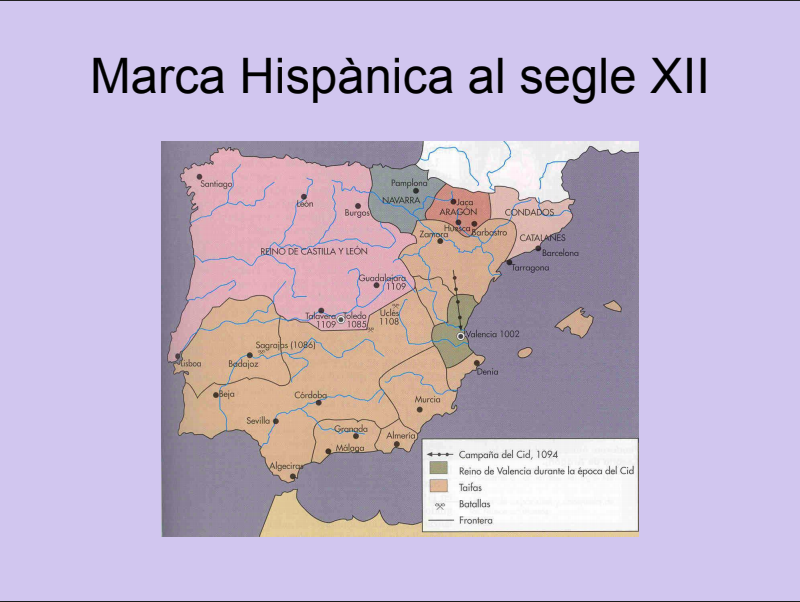 Marca Hispànica al segle XII
Santiago
León
Burgos
Pamplona
NAVARRA
Jaca
ARAGÓN
Huesca
Barbastro
CONDADOS
CATALANES
Zamora
Barcelona
Tarragona
REINO DE CASTILLA Y LEÓN
Guadalajara
1109
Talavera
1109
Toledo
1085
Uclés
1108
Valencia 1002
Sagrajas (1086)
Lisboa
Badajoz
Denia
Beja
Córdoba
Murcia
Sevilla
Granada
Almería
Málaga
Algeciras
Campaña del Cid, 1094
Reino de Valencia durante la época del Cid
Taifas
Batallas
Frontera